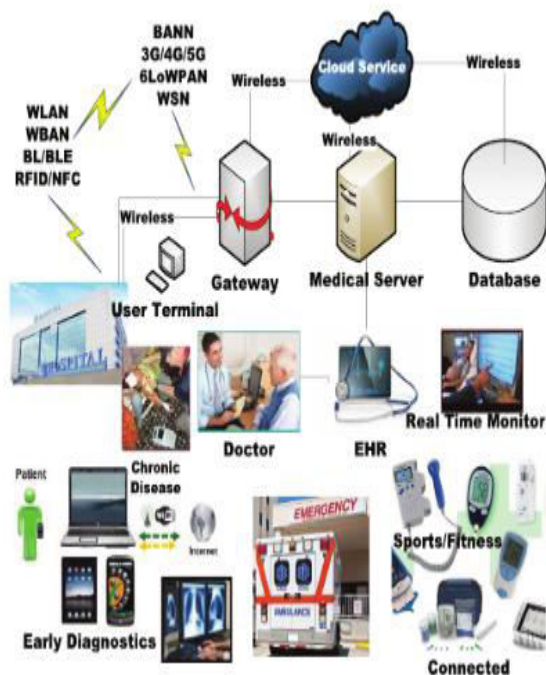 BANN
3G/4G/5G
6LoWPAN
WSN
Cloud Service
Wireless
Wireless
WLAN
WBAN
BL/BLE
RFID/NFC
Wireless
Gateway
Medical Server
Database
User Terminal
HOSPITAL
Doctor
EHR
Real Time Monitor
Patient
Chronic
Disease
Internet
EMERGENCY
AMBULANCE
Sports/Fitness
Early Diagnostics
Connected